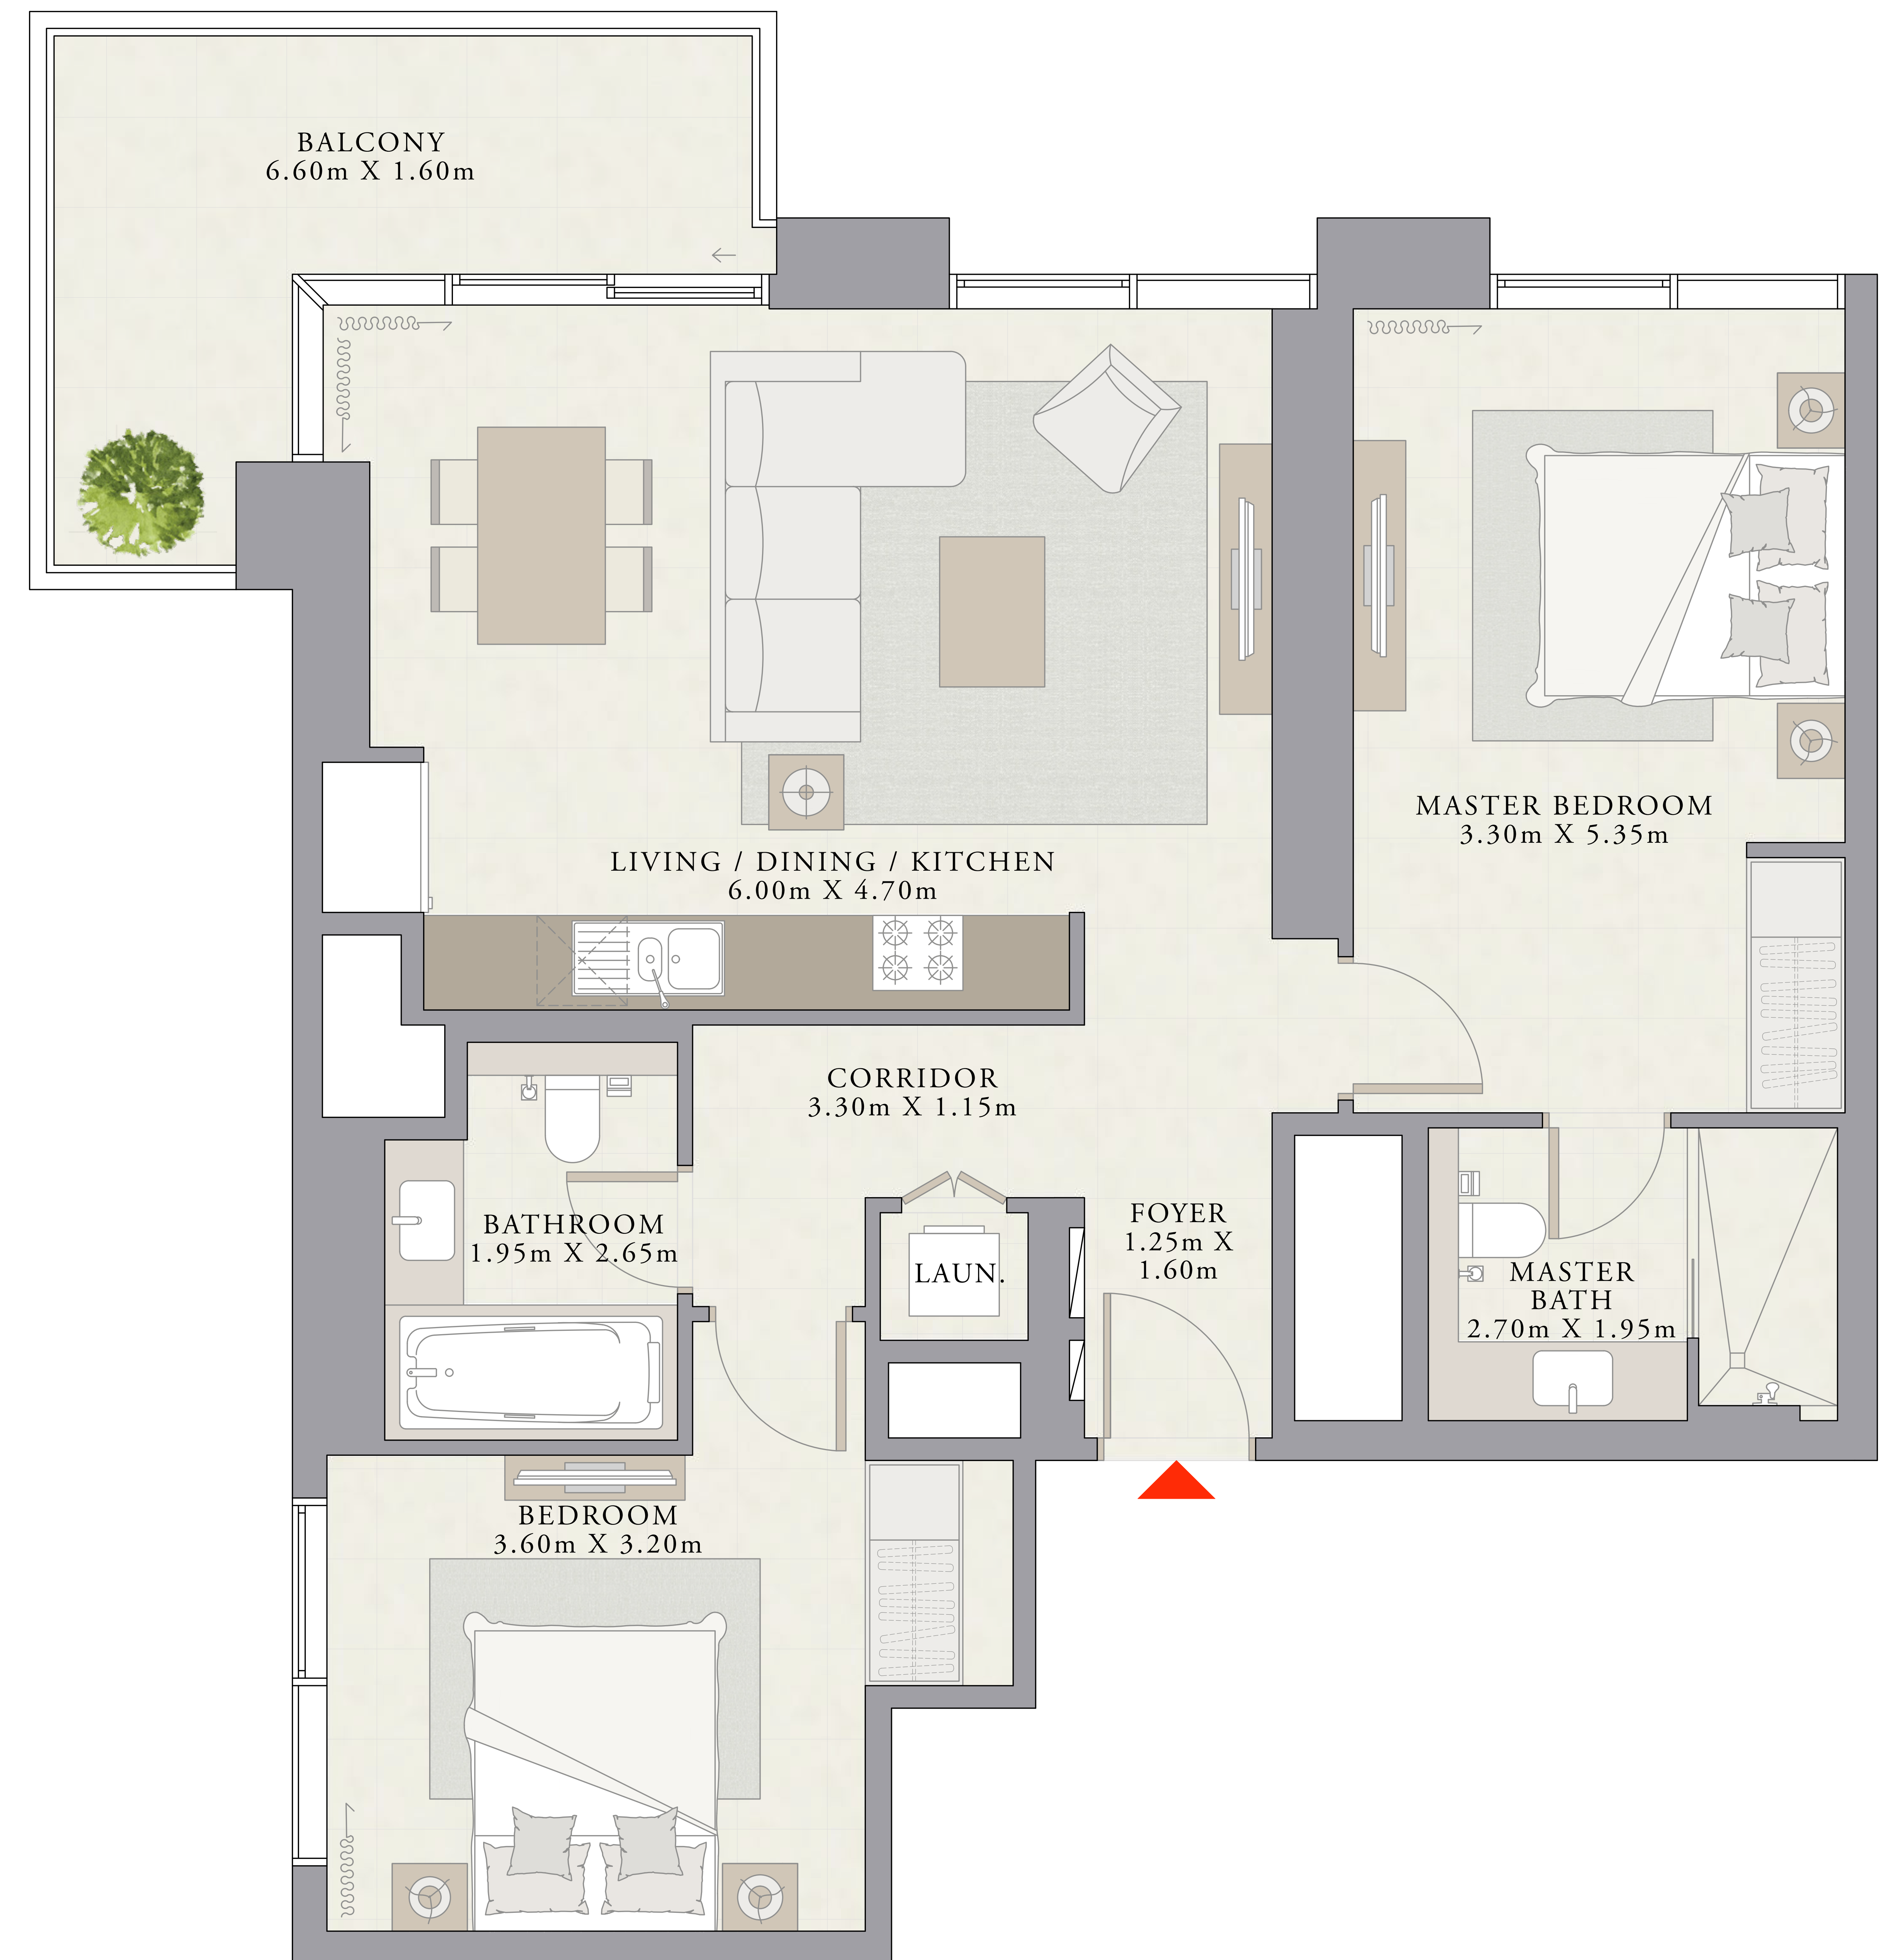 BALCONY
6.60m X 1.60m
MASTER BEDROOM
3.30m X 5.35m
LIVING / DINING / KITCHEN
6.00m X 4.70m
CORRIDOR
3.30m X 1.15m
BATHROOM
1.95m X 2.65m
LAUN.
FOYER
1.25m X
1.60m
MASTER
BATH
2.70m X 1.95m
BEDROOM
3.60m X 3.20m